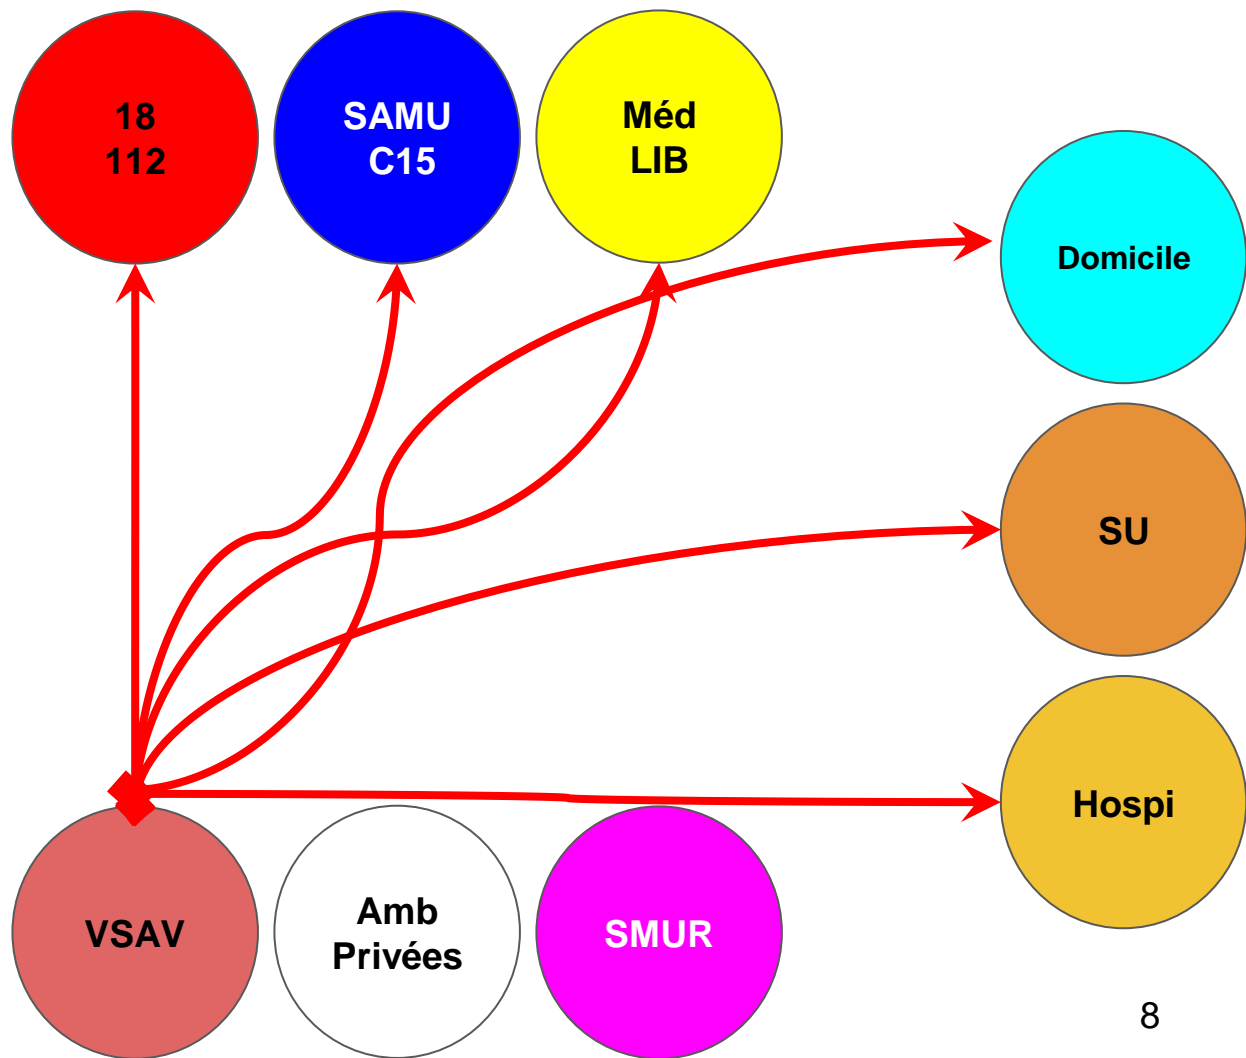 18
112
SAMU
C15
Méd
LIB
Domicile
SU
Hospi
VSAV
Amb
Privées
SMUR
8